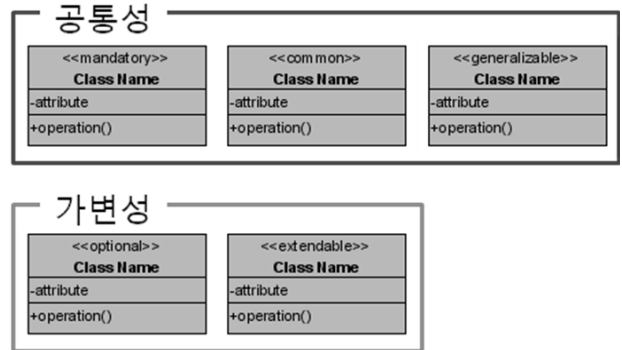 공통성
<<mandatory>>
Class Name
-attribute
+operation()
<<common>>
Class Name
-attribute
+operation()
<<generalizable>>
Class Name
-attribute
+operation()
가변성
<<optional>>
Class Name
-attribute
+operation()
<<extendable>>
Class Name
-attribute
+operation()